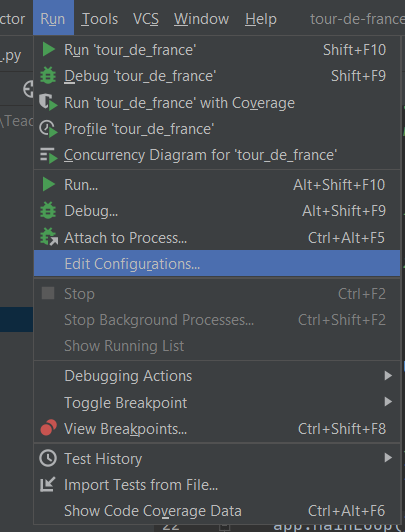 ctor Run Tools VCS Window Help tour-de-france
.py
Run 'tour_de_france' Shift+F10
Debug 'tour_de_france' Shift+F9
Run 'tour_de_france' with Coverage
\Teac
Profile 'tour_de_france'
Concurrency Diagram for 'tour_de_france'
Run... Alt+Shift+F10
Debug... Alt+Shift+F9
Attach to Process... Ctrl+Alt+F5
Edit Configurations...
Stop Ctrl+F2
Stop Background Processes... Ctrl+Shift+F2
Show Running List
Debugging Actions
Toggle Breakpoint
View Breakpoints... Ctrl+Shift+F8
Test History
Import Tests from File...
Show Code Coverage Data Ctrl+Alt+F6
22 app.mainloop(